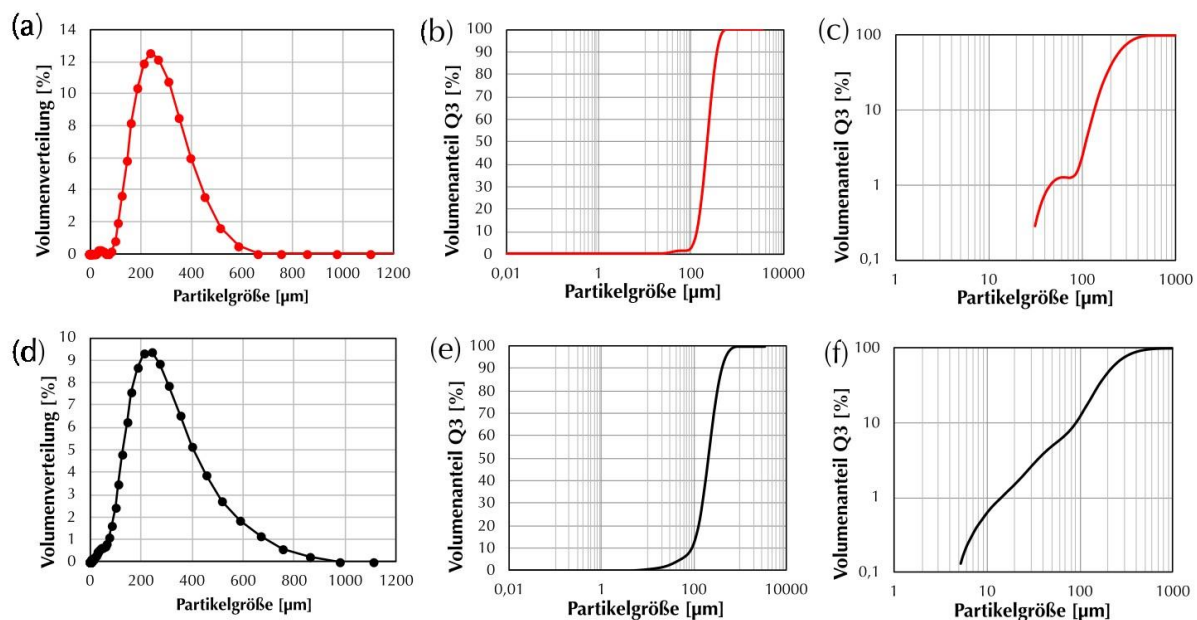 (a)
Volumenverteilung [%]
14
12
10
8
6
4
2
0
0 200 400 600 800 1000 1200
Partikelgröße [µm]
(b)
Volumenanteil Q3 [%]
100
90
80
70
60
50
40
30
20
10
0
0,01 1 100 10000
Partikelgröße [µm]
(c)
Volumenanteil Q3 [%]
100
10
1
0,1
1 10 100 1000
Partikelgröße [µm]
(d)
Volumenverteilung [%]
10
9
8
7
6
5
4
3
2
1
0
0 200 400 600 800 1000 1200
Partikelgröße [µm]
(e)
Volumenanteil Q3 [%]
100
90
80
70
60
50
40
30
20
10
0
0,01 1 100 10000
Partikelgröße [µm]
(f)
Volumenanteil Q3 [%]
100
10
1
0,1
1 10 100 1000
Partikelgröße [µm]